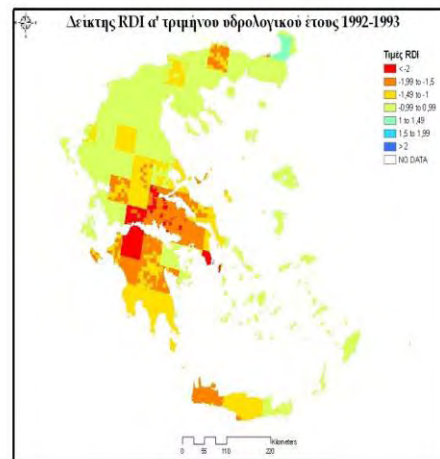 Δείκτης RDI α' τριμήνου υδρολογικού έτους 1992-1993
Τιμές RDI
< -2
-1,99 to -1,5
-1,49 to -1
-0,99 to 0,99
1 to 1,49
1,5 to 1,99
> 2
NO DATA
Kilometers
0 55 110 220